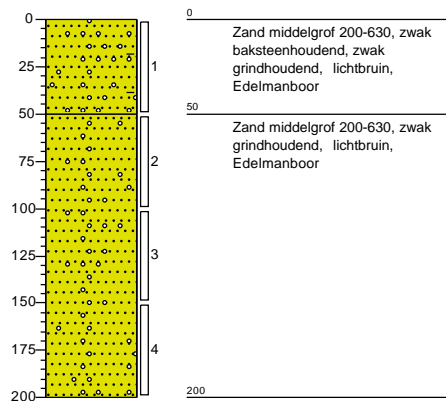 0
25
50
75
100
125
150
175
200
1
2
3
4
0
Zand middelgrof 200-630, zwak
baksteenhoudend, zwak
grindhoudend, lichtbruin,
Edelmanboor
50
Zand middelgrof 200-630, zwak
grindhoudend, lichtbruin,
Edelmanboor
200